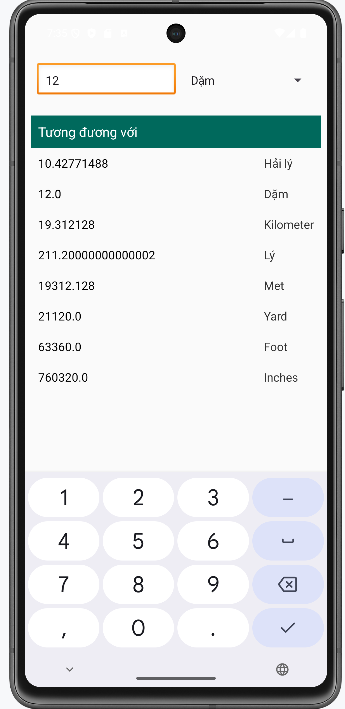 12 Dặm
Tương đương với
10.42771488 Hải lý
12.0 Dặm
19.312128 Kilometer
211.20000000000002 Lý
19312.128 Met
21120.0 Yard
63360.0 Foot
760320.0 Inches
1 2 3 –
4 5 6
7 8 9
, 0 .